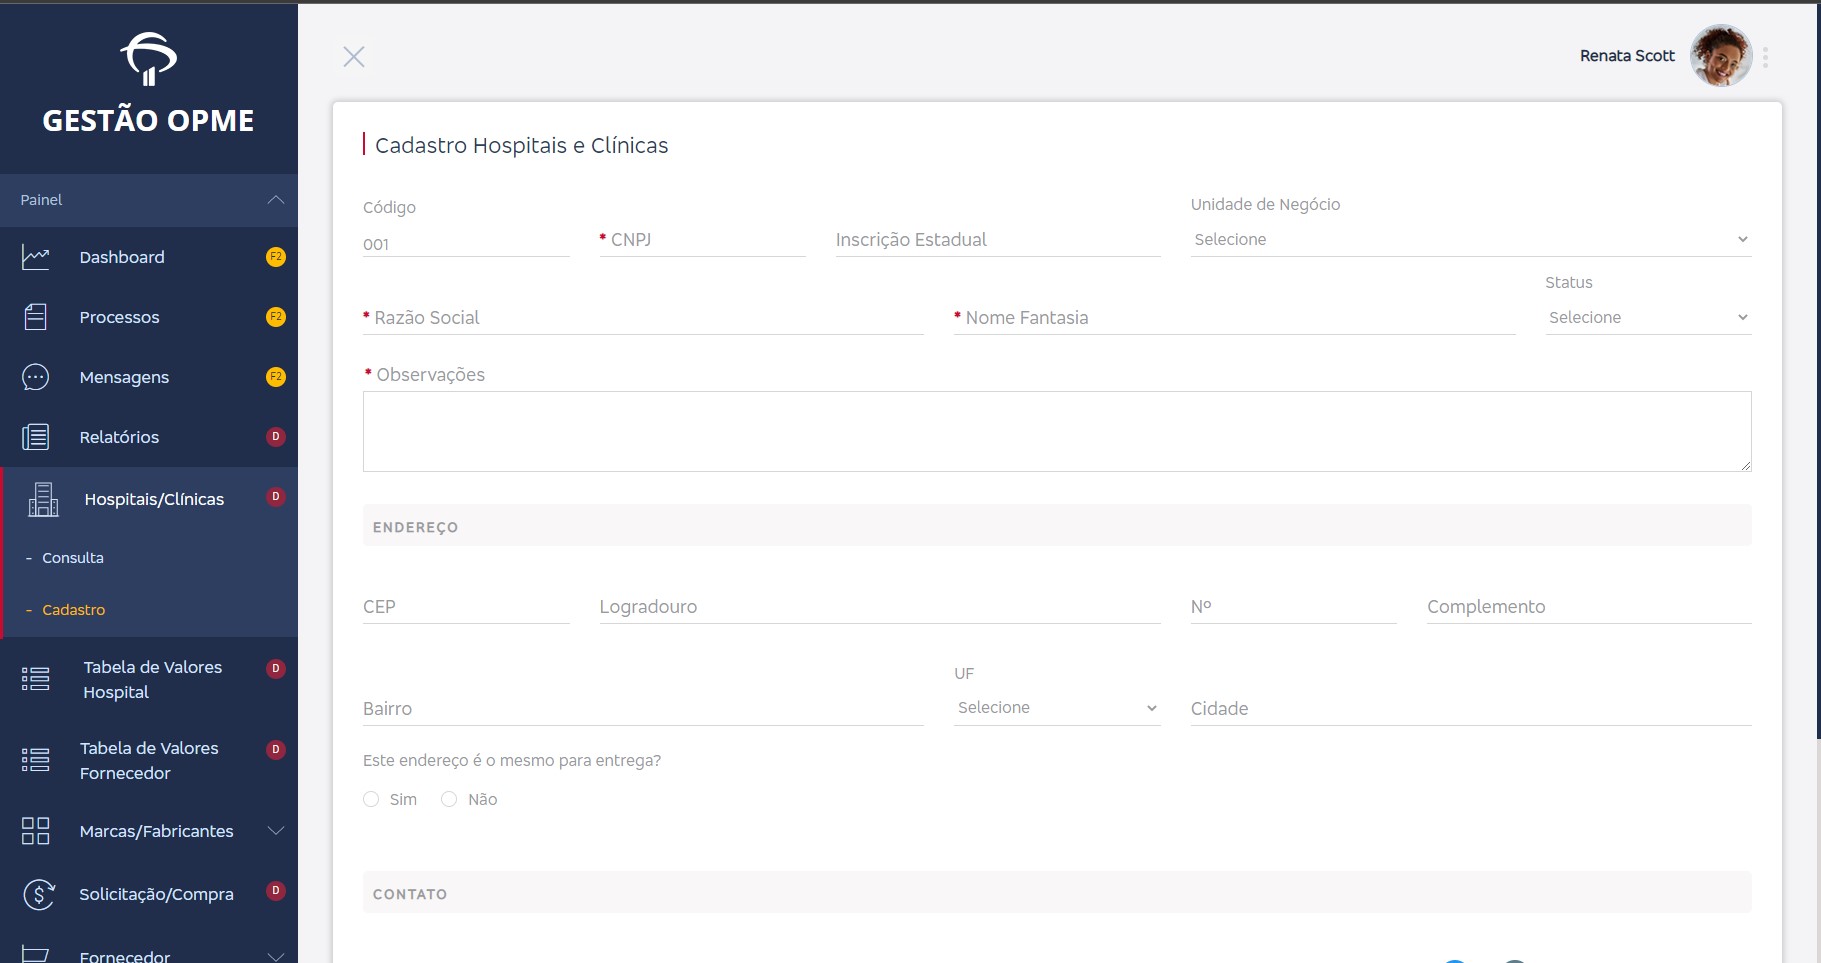 GESTÃO OPME
Painel
Dashboard F2
Processos F2
Mensagens F2
Relatórios D
Hospitais/Clínicas D
- Consulta
- Cadastro
Tabela de Valores D
Hospital
Tabela de Valores D
Fornecedor
Marcas/Fabricantes
Solicitação/Compra D
$
Fornecedor
Renata Scott
Cadastro Hospitais e Clínicas
Código
001
* CNPJ
Inscrição Estadual
Unidade de Negócio
Selecione
* Razão Social
* Nome Fantasia
Status
Selecione
* Observações
ENDEREÇO
CEP
Logradouro
Nº
Complemento
Bairro
UF
Selecione
Cidade
Este endereço é o mesmo para entrega?
Sim Não
CONTATO